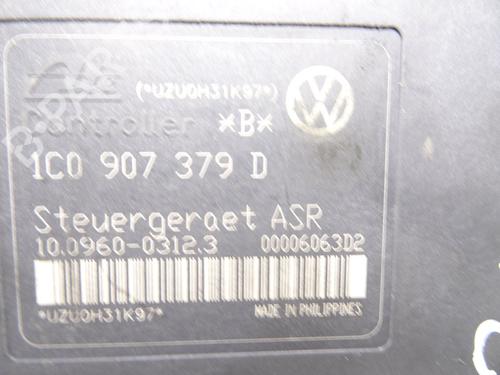 (*UZU0H31K97*)
Controller *B*
1C0 907 379 D
Steuergeraet ASR
10.0960-0312.3 00006063D2
*UZU0H31K97*
MADE IN PHILIPPINES